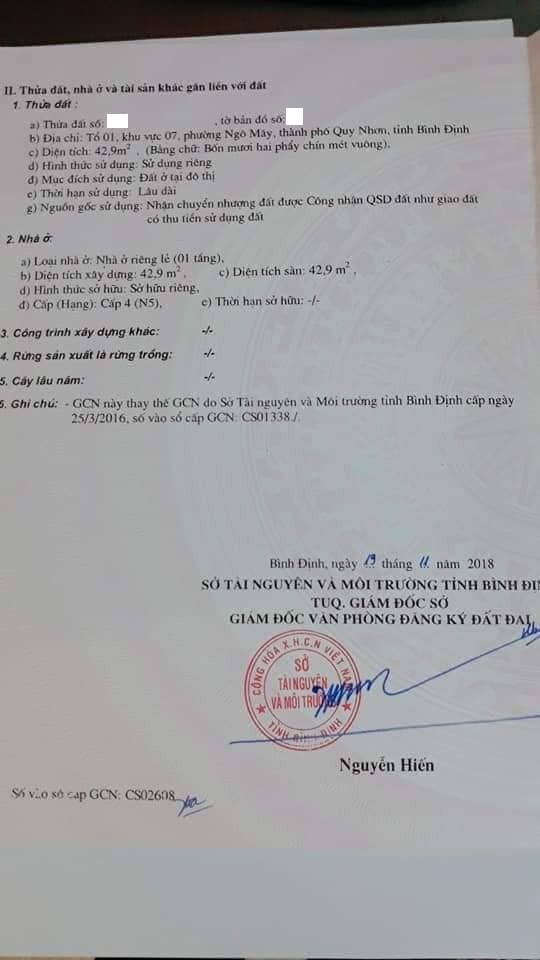 II. Thửa đất, nhà ở và tài sản khác gắn liền với đất
1. Thửa đất :
a) Thửa đất số: , tờ bản đồ số:
b) Địa chỉ: Tổ 01, khu vực 07, phường Ngô Mây, thành phố Quy Nhơn, tỉnh Bình Định
c) Diện tích: 42,9m², (Bằng chữ: Bốn mươi hai phẩy chín mét vuông),
d) Hình thức sử dụng: Sử dụng riêng
đ) Mục đích sử dụng: Đất ở tại đô thị
e) Thời hạn sử dụng: Lâu dài
g) Nguồn gốc sử dụng: Nhận chuyển nhượng đất được Công nhận QSD đất như giao đất
có thu tiền sử dụng đất
2. Nhà ở:
a) Loại nhà ở: Nhà ở riêng lẻ (01 tầng),
b) Diện tích xây dựng: 42,9 m², c) Diện tích sàn: 42,9 m²,
d) Hình thức sở hữu: Sở hữu riêng,
đ) Cấp (Hạng): Cấp 4 (N5), e) Thời hạn sở hữu: -/-
3. Công trình xây dựng khác: -/-
4. Rừng sản xuất là rừng trồng: -/-
5. Cây lâu năm: -/-
6. Ghi chú: - GCN này thay thế GCN do Sở Tài nguyên và Môi trường tỉnh Bình Định cấp ngày
25/3/2016, số vào sổ cấp GCN: CS01338./.
Bình Định, ngày 19 tháng 11 năm 2018
SỞ TÀI NGUYÊN VÀ MÔI TRƯỜNG TỈNH BÌNH ĐỊN
TUQ. GIÁM ĐỐC SỞ
GIÁM ĐỐC VĂN PHÒNG ĐĂNG KÝ ĐẤT ĐAI
CỘNG HÒA X.H.C.N VIỆT NAM
SỞ
TÀI NGUYÊN
VÀ MÔI TRƯỜNG
TỈNH BÌNH ĐỊNH
Nguyễn Hiến
Số vào sổ cấp GCN: CS02608